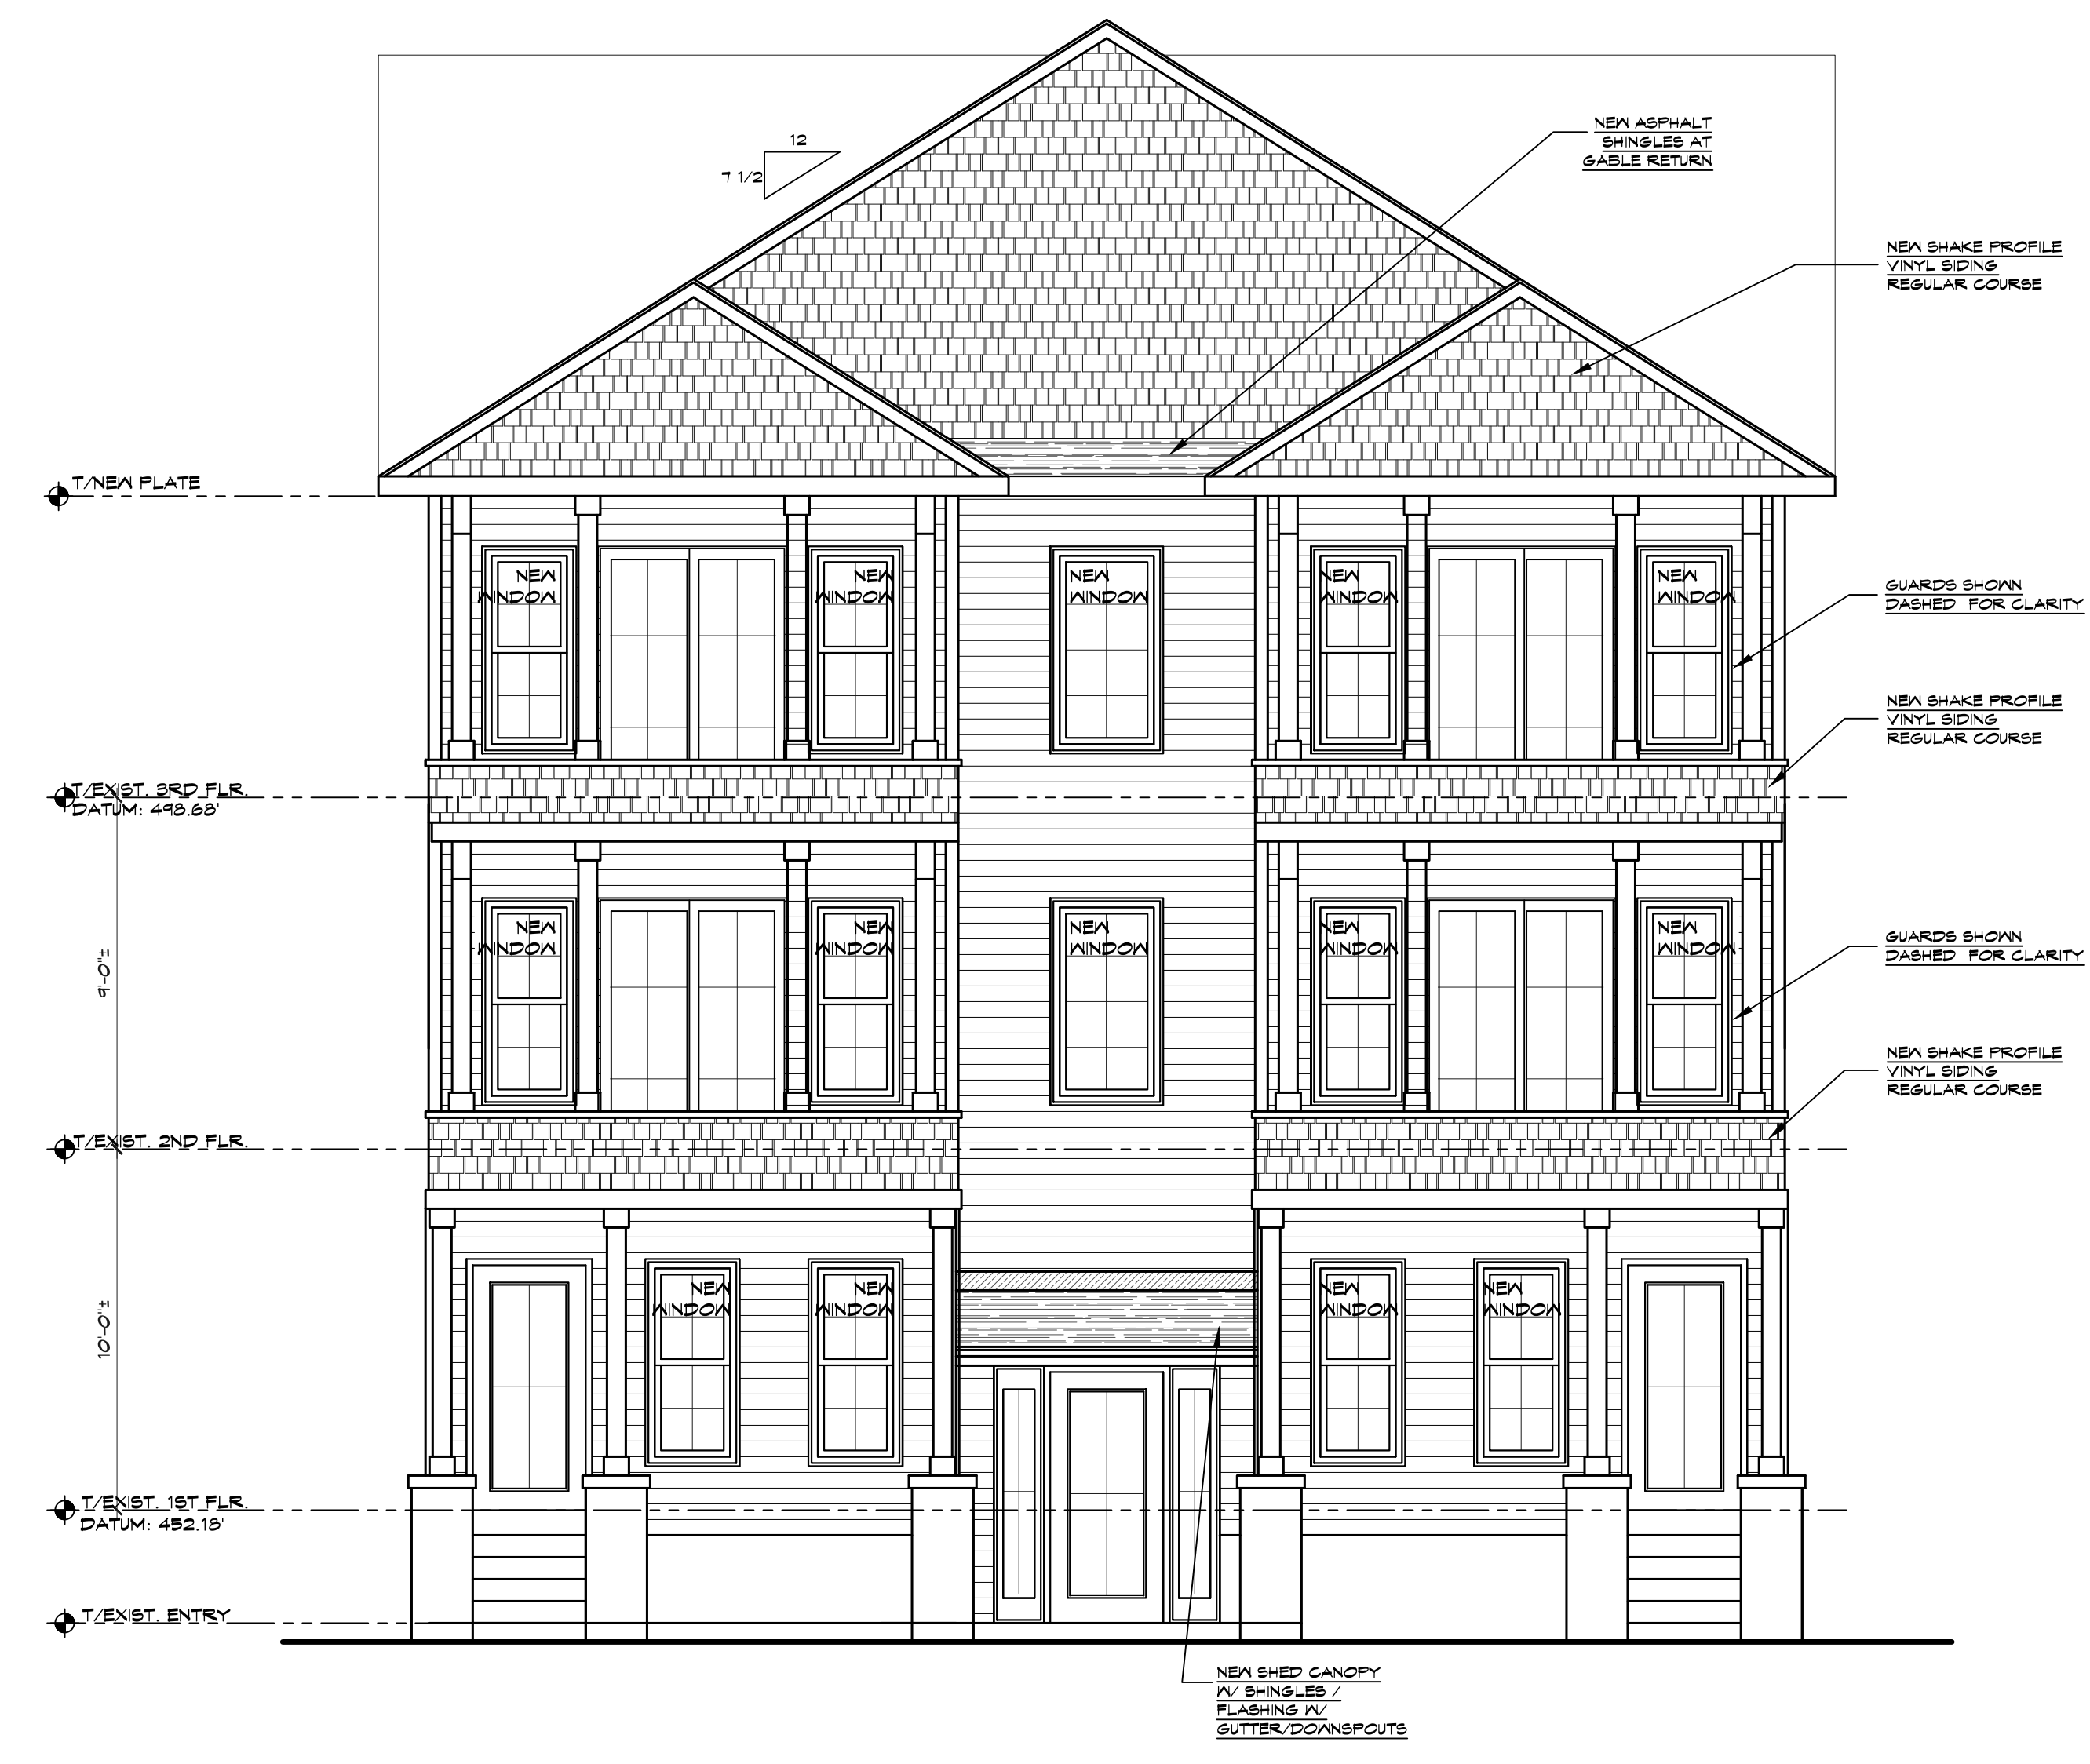 12
7 1/2
NEW ASPHALT
SHINGLES AT
GABLE RETURN
NEW SHAKE PROFILE
VINYL SIDING
REGULAR COURSE
T/NEW PLATE
NEW
WINDOW
NEW
WINDOW
NEW
WINDOW
NEW
WINDOW
NEW
WINDOW
GUARDS SHOWN
DASHED FOR CLARITY
NEW SHAKE PROFILE
VINYL SIDING
REGULAR COURSE
T/EXIST. 3RD FLR.
DATUM: 498.68'
9'-0"±
NEW
WINDOW
NEW
WINDOW
NEW
WINDOW
NEW
WINDOW
NEW
WINDOW
GUARDS SHOWN
DASHED FOR CLARITY
NEW SHAKE PROFILE
VINYL SIDING
REGULAR COURSE
T/EXIST. 2ND FLR.
10'-0"±
NEW
WINDOW
NEW
WINDOW
NEW
WINDOW
NEW
WINDOW
T/EXIST. 1ST FLR.
DATUM: 452.18'
T/EXIST. ENTRY
NEW SHED CANOPY
W/ SHINGLES /
FLASHING W/
GUTTER/DOWNSPOUTS